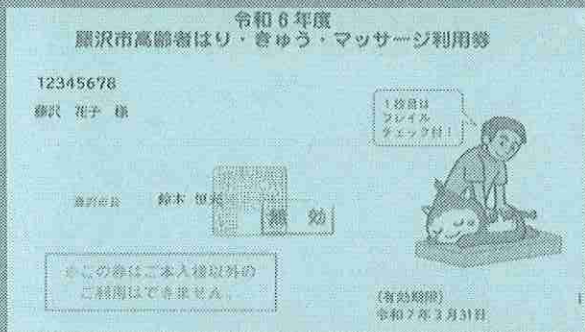 令和6年度
藤沢市高齢者はり・きゅう・マッサージ利用券
12345678
藤沢 花子 様
1枚目は
フレイル
チェック付!
藤沢市長 鈴木 恒夫
無 効
※この券はご本人様以外の
ご利用はできません。
(有効期限)
令和7年3月31日